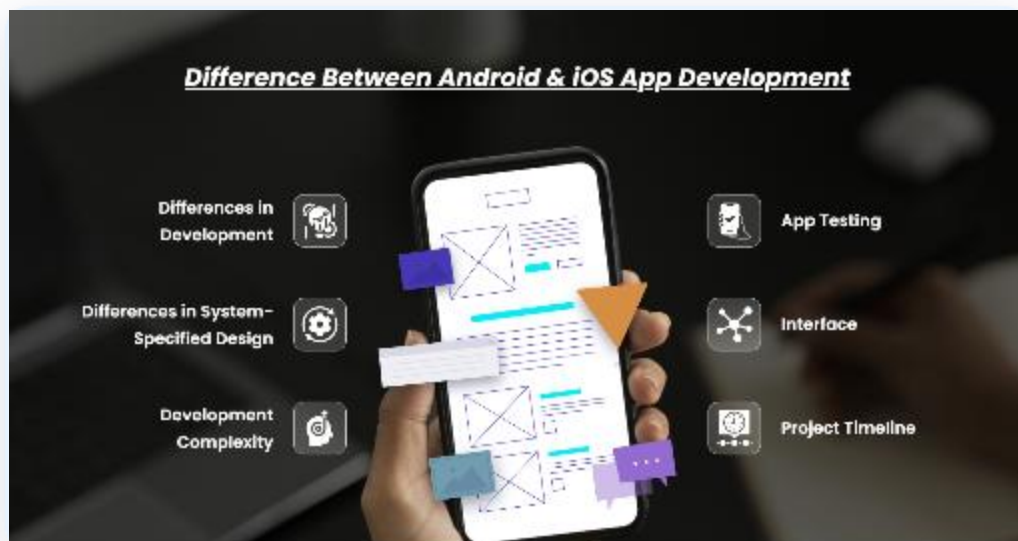 Difference Between Android & iOS App Development
Differences in
Development
Differences in System-
Specified Design
Development
Complexity
App Testing
Interface
Project Timeline